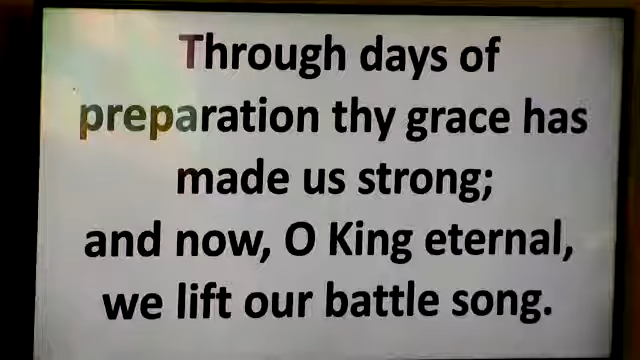 Through days of
preparation thy grace has
made us strong;
and now, O King eternal,
we lift our battle song.